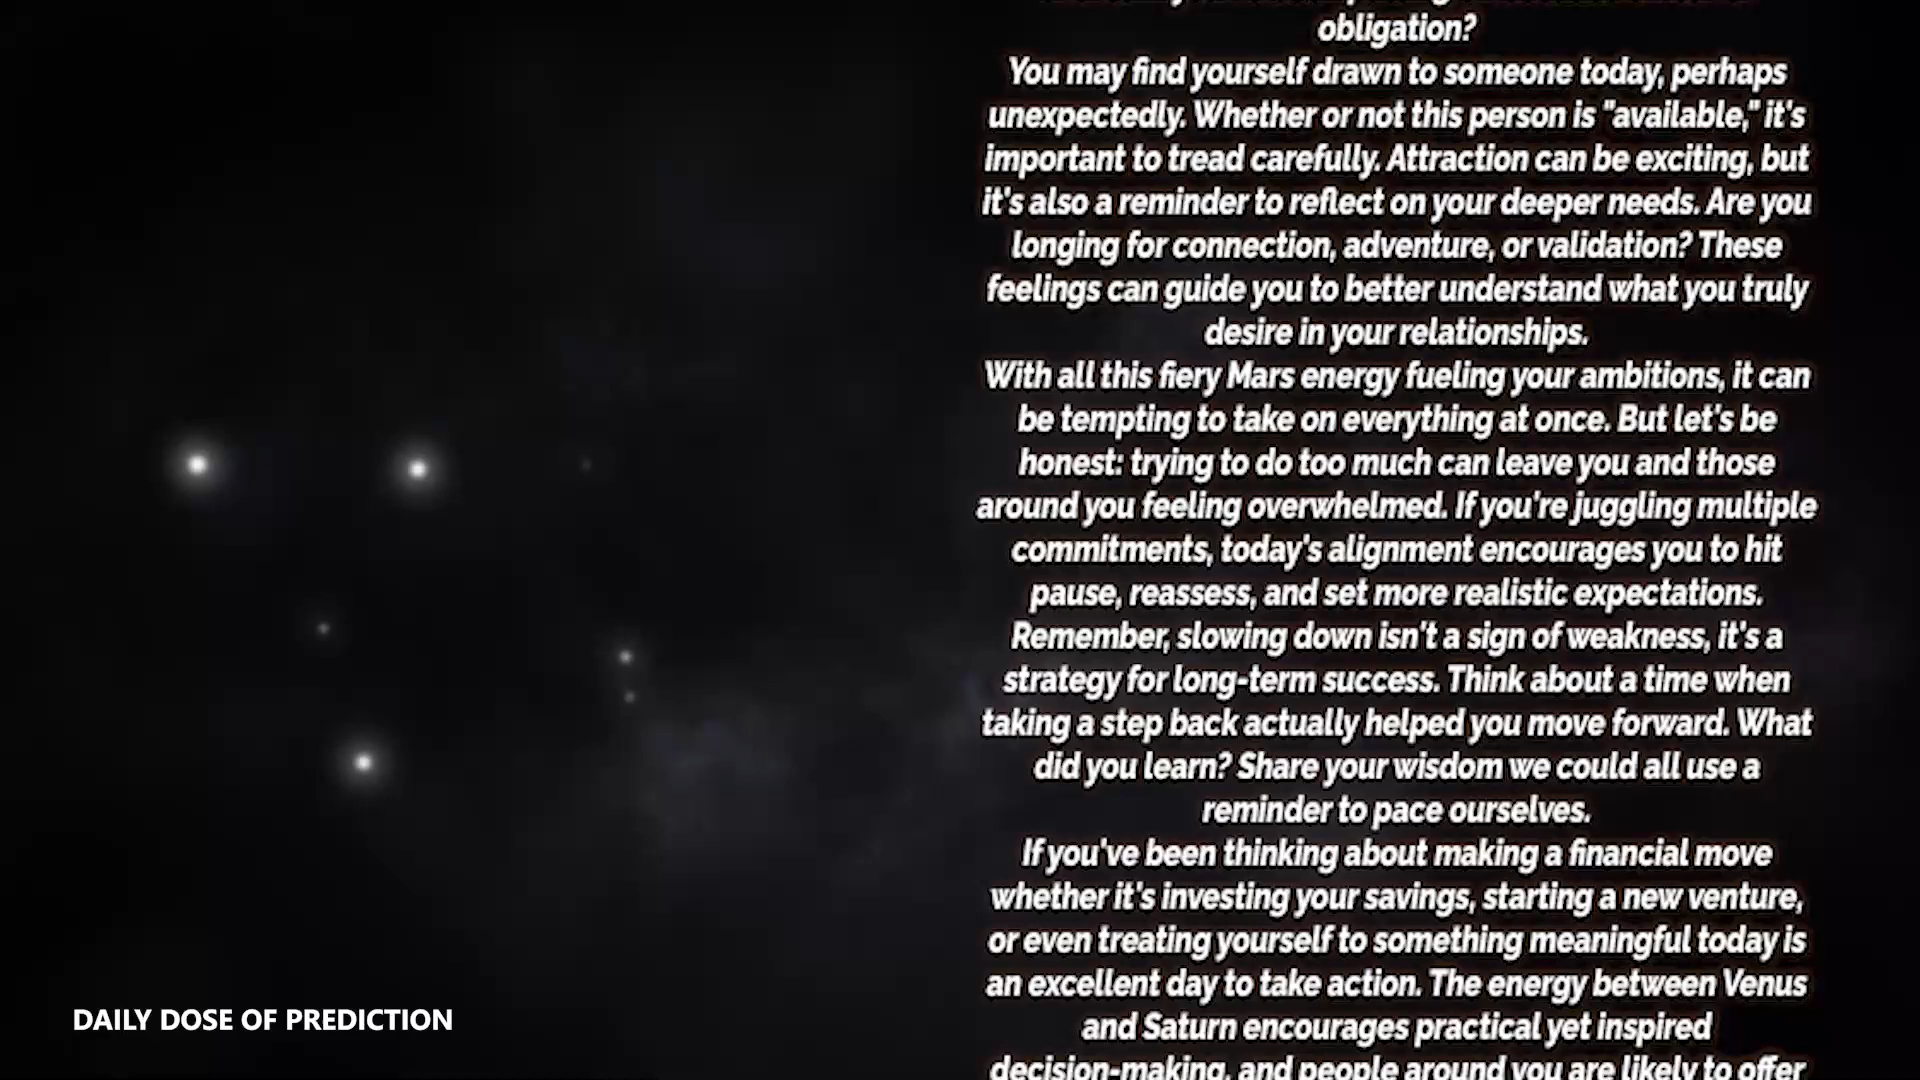 obligation?
You may find yourself drawn to someone today, perhaps
unexpectedly. Whether or not this person is "available," it's
important to tread carefully. Attraction can be exciting, but
it's also a reminder to reflect on your deeper needs. Are you
longing for connection, adventure, or validation? These
feelings can guide you to better understand what you truly
desire in your relationships.
With all this fiery Mars energy fueling your ambitions, it can
be tempting to take on everything at once. But let's be
honest: trying to do too much can leave you and those
around you feeling overwhelmed. If you're juggling multiple
commitments, today's alignment encourages you to hit
pause, reassess, and set more realistic expectations.
Remember, slowing down isn't a sign of weakness, it's a
strategy for long-term success. Think about a time when
taking a step back actually helped you move forward. What
did you learn? Share your wisdom we could all use a
reminder to pace ourselves.
If you've been thinking about making a financial move
whether it's investing your savings, starting a new venture,
or even treating yourself to something meaningful today is
an excellent day to take action. The energy between Venus
and Saturn encourages practical yet inspired
decision-making, and people around you are likely to offer
DAILY DOSE OF PREDICTION